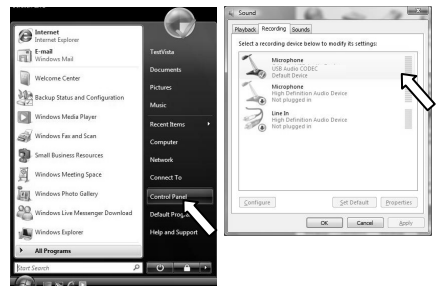 Internet
Internet Explorer
E-mail
Windows Mail
Welcome Center
Backup Status and Configuration
Windows Media Player
Windows Fax and Scan
Small Business Resources
Windows Meeting Space
Windows Photo Gallery
Windows Live Messenger Download
Windows Explorer
All Programs
Start Search
TestVista
Documents
Pictures
Music
Recent Items
Computer
Network
Connect To
Control Panel
Default
Help and Support
Sound
Playback Recording Sounds
Select a recording device below to modify its settings:
Microphone
USB Audio CODEC
Default Device
Microphone
High Definition Audio Device
Not plugged in
Line In
High Definition Audio Device
Not plugged in
Configure Set Default Properties
OK Cancel Apply